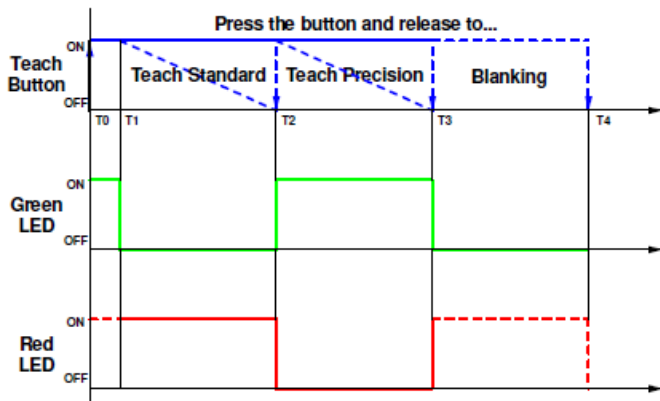 Press the button and release to...
ON
Teach
Button
OFF
Teach Standard
Teach Precision
Blanking
T0
T1
T2
T3
T4
ON
Green
LED
OFF
ON
Red
LED
OFF